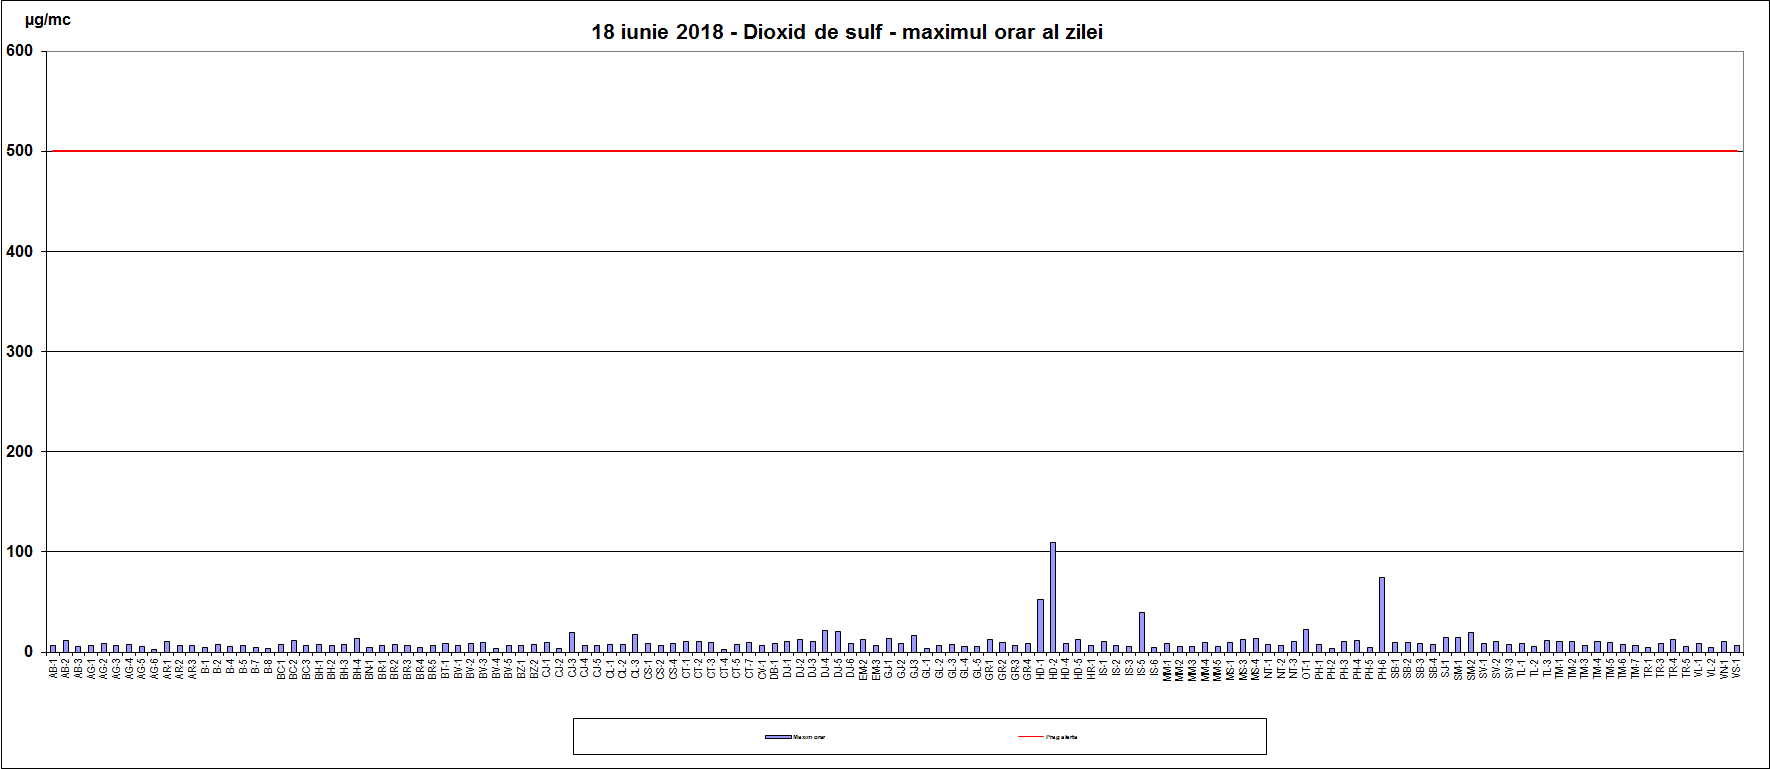 µg/mc
18 iunie 2018 - Dioxid de sulf - maximul orar al zilei
600
500
400
300
200
100
0
AB-1 AB-2 AB-3 AG-1 AG-2 AG-3 AG-4 AG-5 AG-6 AR-1 AR-2 AR-3 B-1 B-2 B-4 B-5 B-7 B-8 BC-1 BC-2 BC-3 BH-1 BH-2 BH-3 BH-4 BN-1 BR-1 BR-2 BR-3 BR-4 BR-5 BT-1 BV-1 BV-2 BV-3 BV-4 BV-5 BZ-1 BZ-2 CJ-1 CJ-2 CJ-3 CJ-4 CJ-5 CL-1 CL-2 CL-3 CS-1 CS-2 CS-4 CT-1 CT-2 CT-3 CT-4 CT-5 CT-7 CV-1 DB-1 DJ-1 DJ-2 DJ-3 DJ-4 DJ-5 DJ-6 EM-2 EM-3 GJ-1 GJ-2 GJ-3 GL-1 GL-2 GL-3 GL-4 GL-5 GR-1 GR-2 GR-3 GR-4 HD-1 HD-2 HD-4 HD-5 HR-1 IS-1 IS-2 IS-3 IS-5 IS-6 MM-1 MM-2 MM-3 MM-4 MM-5 MS-1 MS-3 MS-4 NT-1 NT-2 NT-3 OT-1 PH-1 PH-2 PH-3 PH-4 PH-5 PH-6 SB-1 SB-2 SB-3 SB-4 SJ-1 SM-1 SM-2 SV-1 SV-2 SV-3 TL-1 TL-2 TL-3 TM-1 TM-2 TM-3 TM-4 TM-5 TM-6 TM-7 TR-1 TR-3 TR-4 TR-5 VL-1 VL-2 VN-1 VS-1
Maxim orar Prag alerta